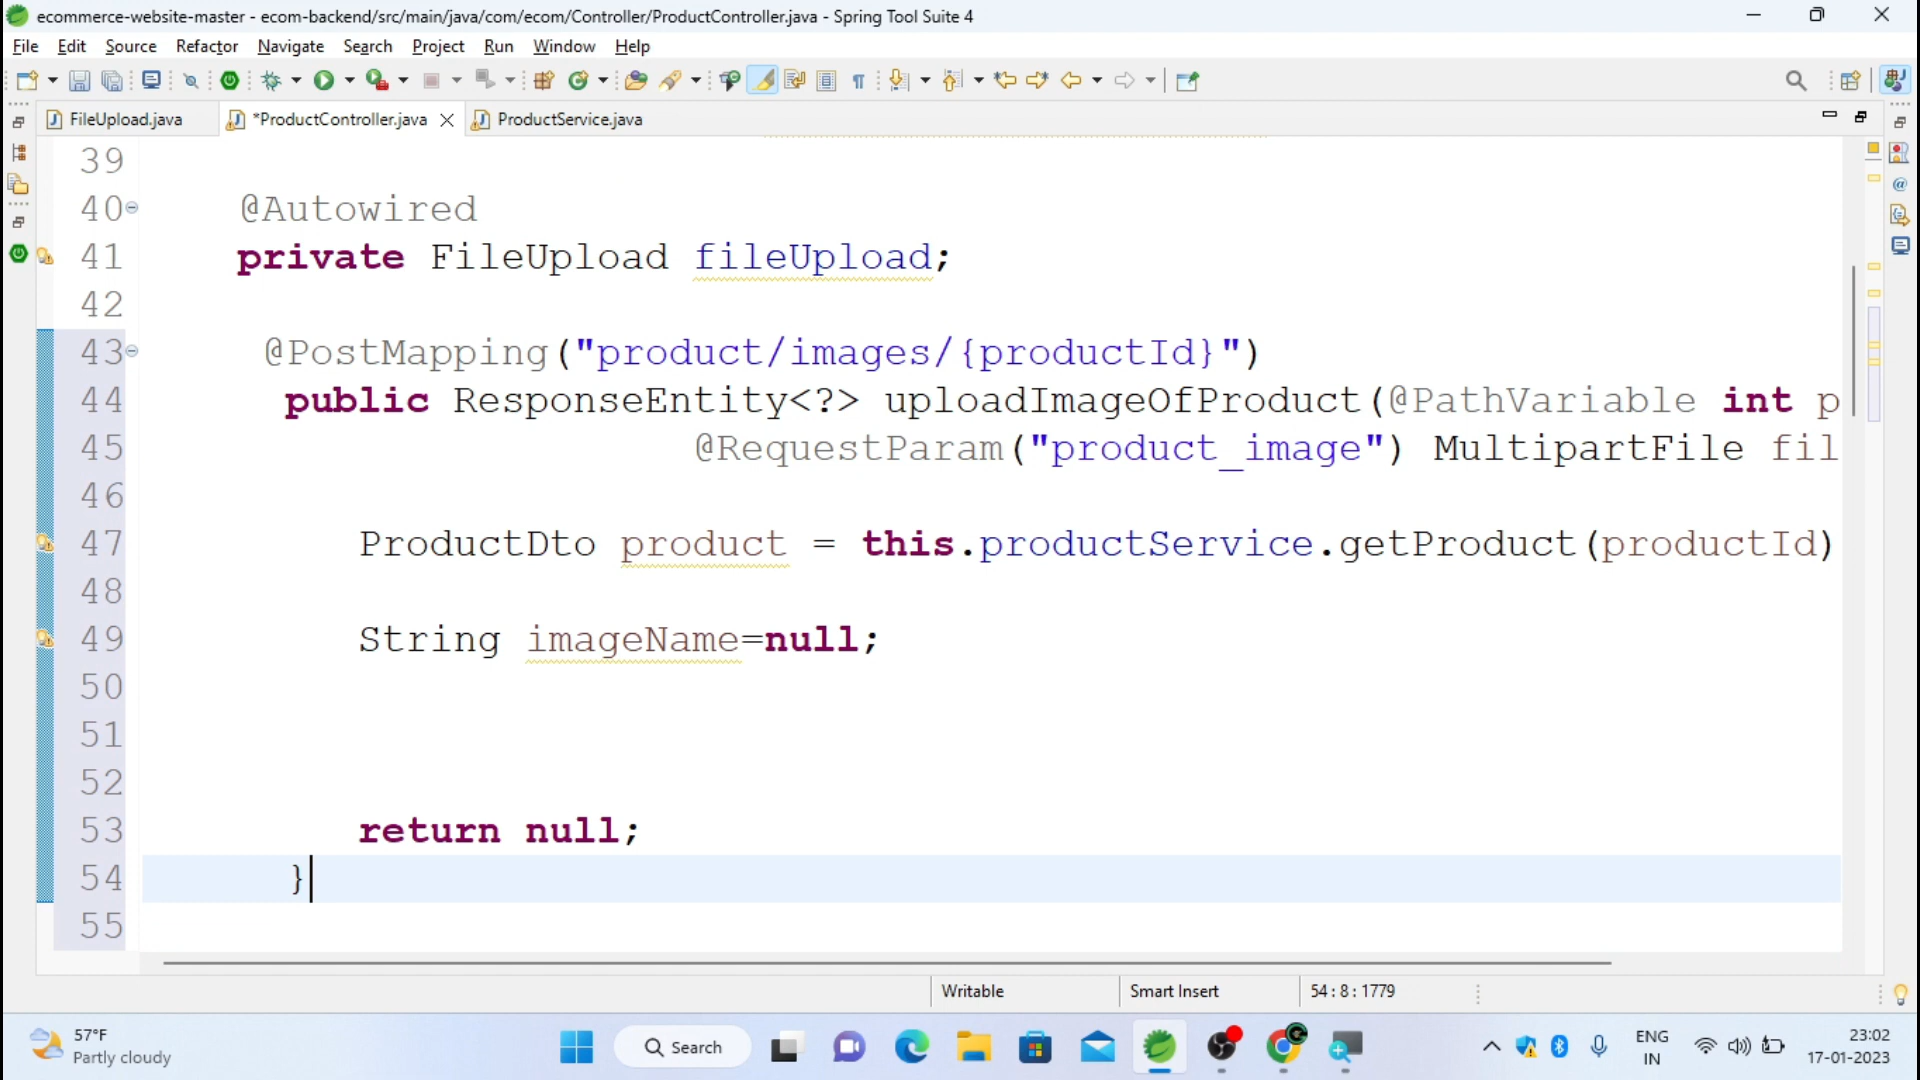 ecommerce-website-master - ecom-backend/src/main/java/com/ecom/Controller/ProductController.java - Spring Tool Suite 4
File Edit Source Refactor Navigate Search Project Run Window Help
FileUpload.java *ProductController.java ProductService.java
39
40 @Autowired
41 private FileUpload fileUpload;
42
43 @PostMapping("product/images/{productId}")
44 public ResponseEntity<?> uploadImageOfProduct(@PathVariable int p
45 @RequestParam("product_image") MultipartFile fil
46
47 ProductDto product = this.productService.getProduct(productId)
48
49 String imageName=null;
50
51
52
53 return null;
54 }
55
Writable Smart Insert 54 : 8 : 1779
57°F
Partly cloudy
Search
ENG
IN
23:02
17-01-2023